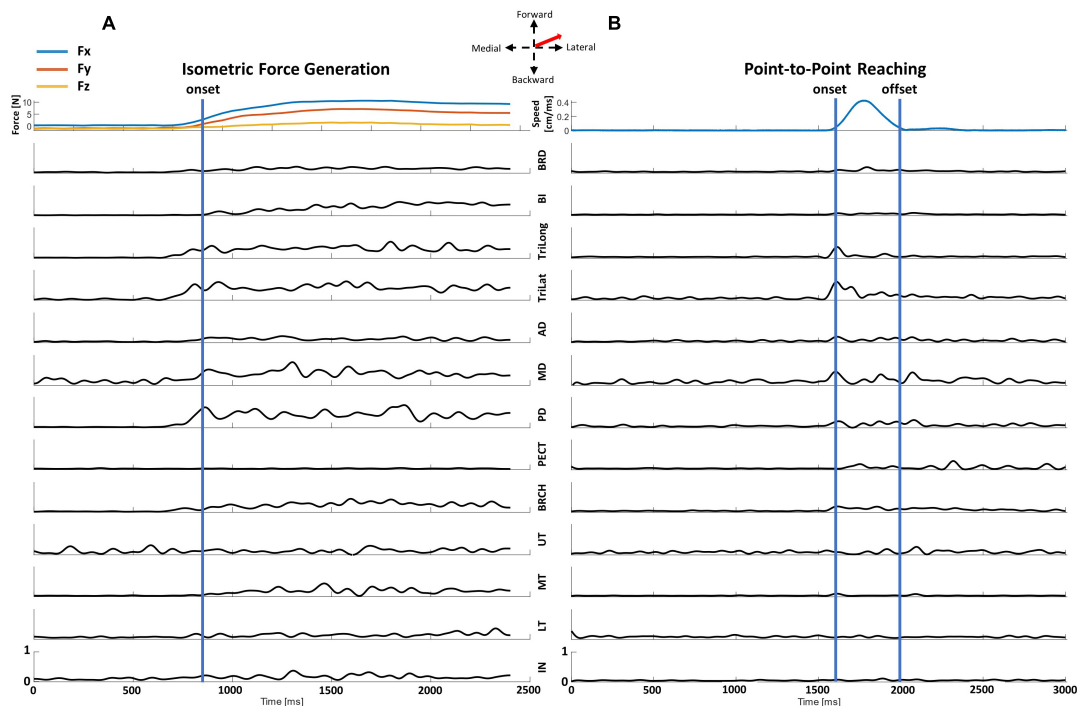 A
B
Forward
Medial
Lateral
Backward
Fx
Fy
Fz
Isometric Force Generation
onset
Point-to-Point Reaching
onset
offset
Force [N]
10
5
0
Speed
[cm/ms]
0.4
0.2
0
BRD
BI
TriLong
TriLat
AD
MD
PD
PECT
BRCH
UT
MT
LT
IN
1
0
0
500
1000
1500
2000
2500
Time [ms]
1
0
0
500
1000
1500
2000
2500
3000
Time [ms]